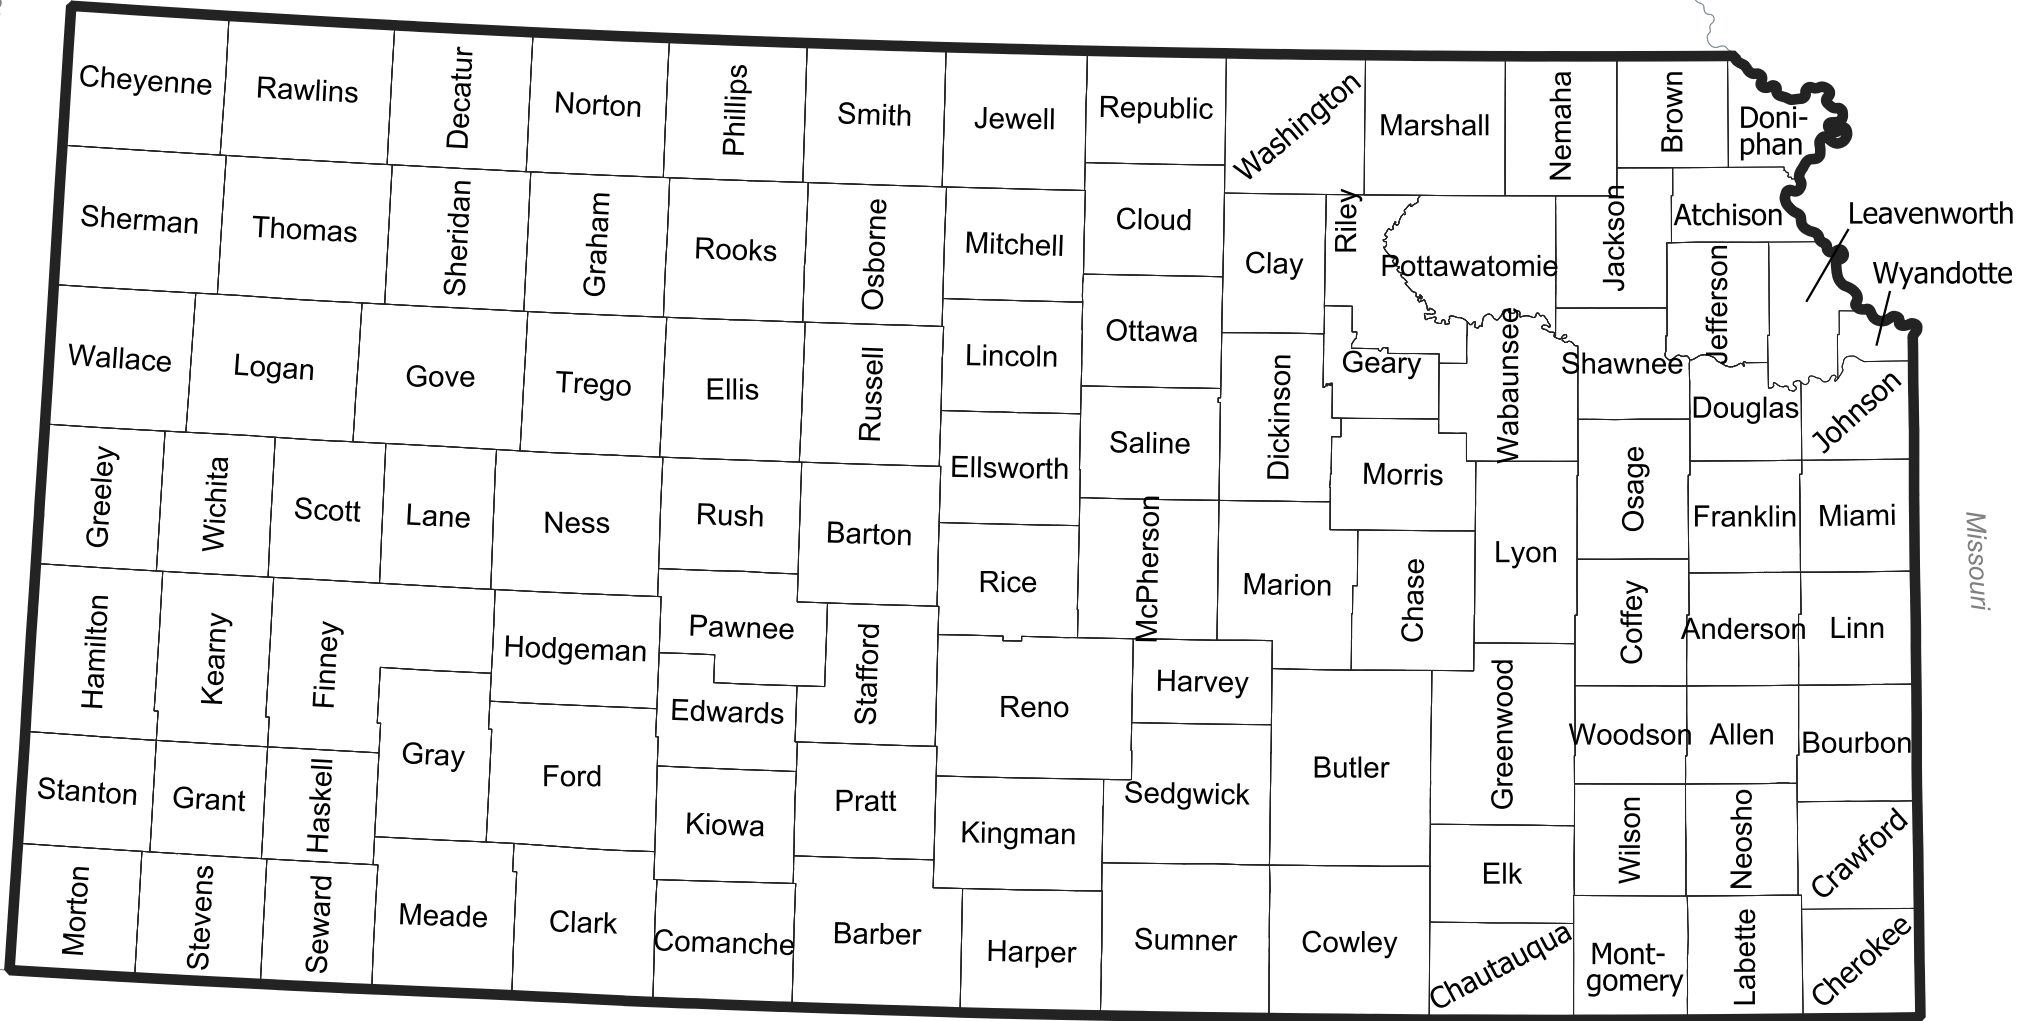 Cheyenne
Rawlins
Decatur
Norton
Phillips
Smith
Jewell
Republic
Washington
Marshall
Nemaha
Brown
Doni-
phan
Sherman
Thomas
Sheridan
Graham
Rooks
Osborne
Mitchell
Cloud
Clay
Riley
Pottawatomie
Jackson
Atchison
Jefferson
Leavenworth
Wyandotte
Wallace
Logan
Gove
Trego
Ellis
Russell
Lincoln
Ottawa
Dickinson
Geary
Wabaunsee
Shawnee
Douglas
Johnson
Greeley
Wichita
Scott
Lane
Ness
Rush
Barton
Ellsworth
Saline
Morris
Osage
Franklin
Miami
Missouri
Hamilton
Kearny
Finney
Hodgeman
Pawnee
Stafford
Rice
McPherson
Marion
Chase
Lyon
Coffey
Anderson
Linn
Gray
Ford
Edwards
Reno
Harvey
Sedgwick
Butler
Greenwood
Woodson
Allen
Bourbon
Stanton
Grant
Haskell
Kiowa
Pratt
Kingman
Elk
Wilson
Neosho
Crawford
Morton
Stevens
Seward
Meade
Clark
Comanche
Barber
Harper
Sumner
Cowley
Chautauqua
Mont-
gomery
Labette
Cherokee